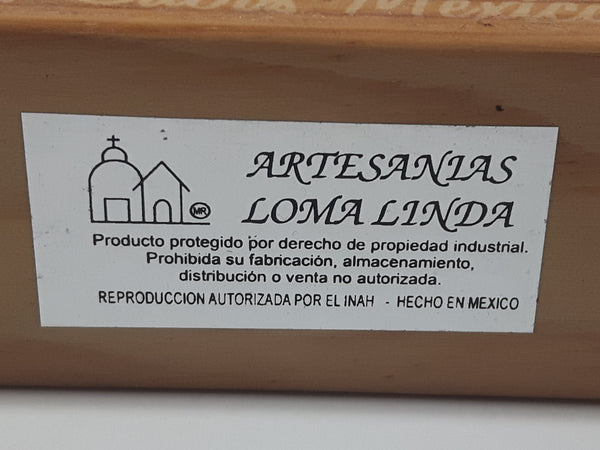 Mexico
ARTESANIAS
LOMA LINDA
MR
Producto protegido por derecho de propiedad industrial.
Prohibida su fabricación, almacenamiento,
distribución o venta no autorizada.
REPRODUCCION AUTORIZADA POR EL INAH - HECHO EN MEXICO